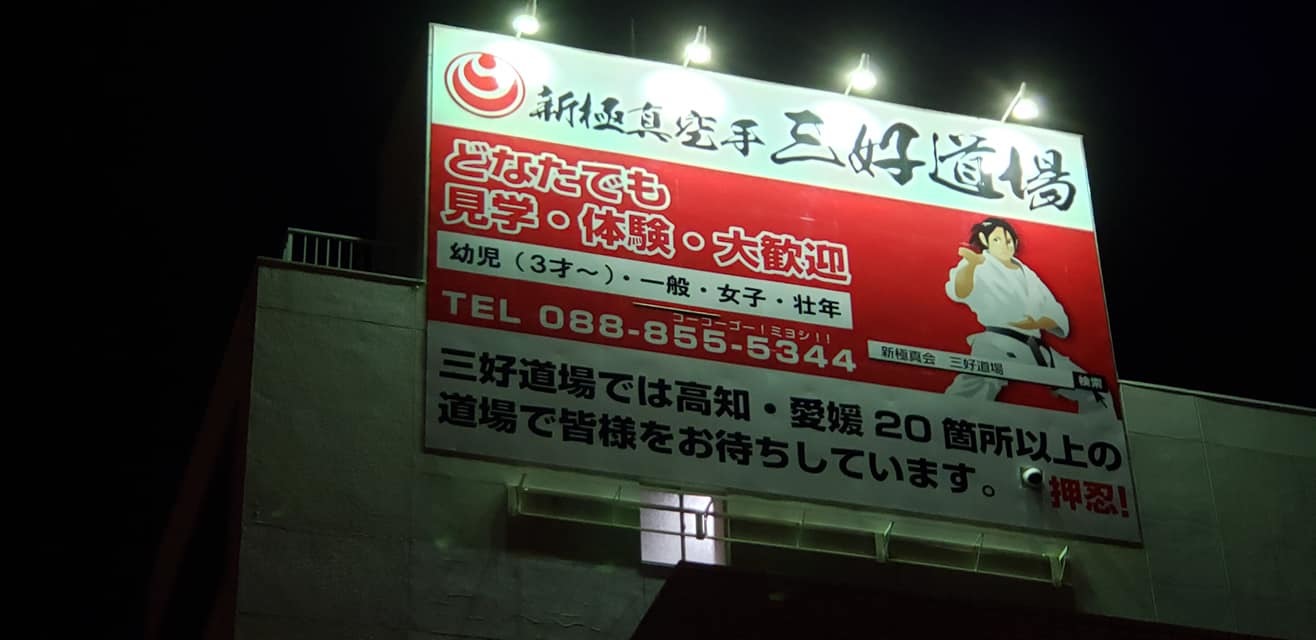 新極真空手 三好道場
どなたでも
見学・体験・大歓迎
幼児（3才～）・一般・女子・壮年
コーコーゴー！ミヨシ！！
TEL 088-855-5344
新極真会 三好道場 検索
三好道場では高知・愛媛 20 箇所以上の
道場で皆様をお待ちしています。
押忍!